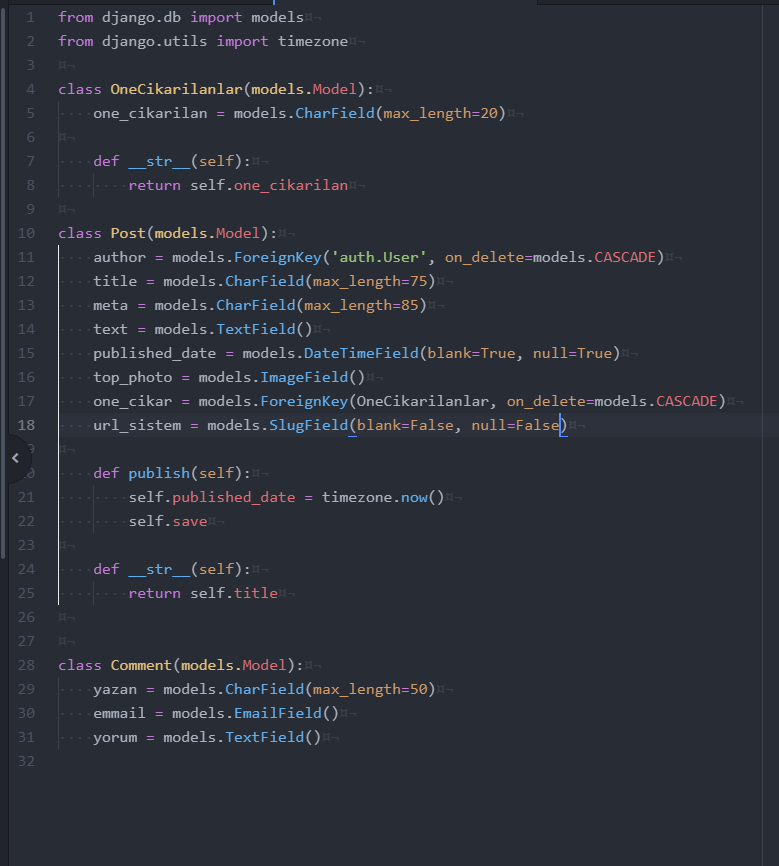 1 from django.db import models
2 from django.utils import timezone
3
4 class OneCikarilanlar(models.Model):
5     one_cikarilan = models.CharField(max_length=20)
6
7     def __str__(self):
8         return self.one_cikarilan
9
10 class Post(models.Model):
11     author = models.ForeignKey('auth.User', on_delete=models.CASCADE)
12     title = models.CharField(max_length=75)
13     meta = models.CharField(max_length=85)
14     text = models.TextField()
15     published_date = models.DateTimeField(blank=True, null=True)
16     top_photo = models.ImageField()
17     one_cikar = models.ForeignKey(OneCikarilanlar, on_delete=models.CASCADE)
18     url_sistem = models.SlugField(blank=False, null=False)
9
0     def publish(self):
21         self.published_date = timezone.now()
22         self.save
23
24     def __str__(self):
25         return self.title
26
27
28 class Comment(models.Model):
29     yazan = models.CharField(max_length=50)
30     emmail = models.EmailField()
31     yorum = models.TextField()
32